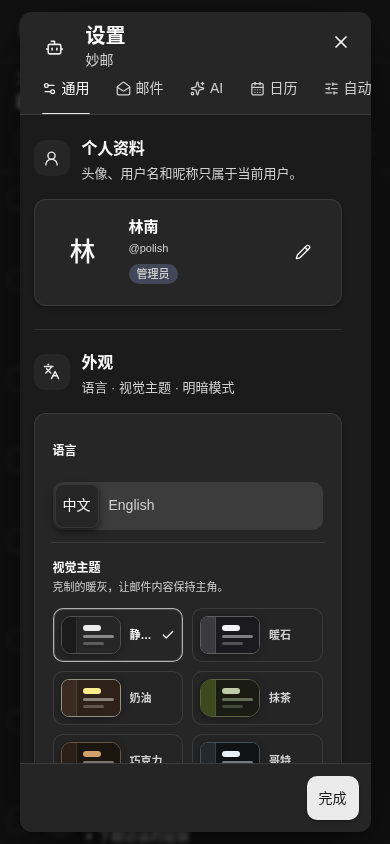 设置
妙邮
通用 邮件 AI 日历 自动
个人资料
头像、用户名和昵称只属于当前用户。
林
林南
@polish
管理员
外观
语言 · 视觉主题 · 明暗模式
语言
中文 English
视觉主题
克制的暖灰，让邮件内容保持主角。
静... 暖石
奶油 抹茶
巧克力 哥特
完成